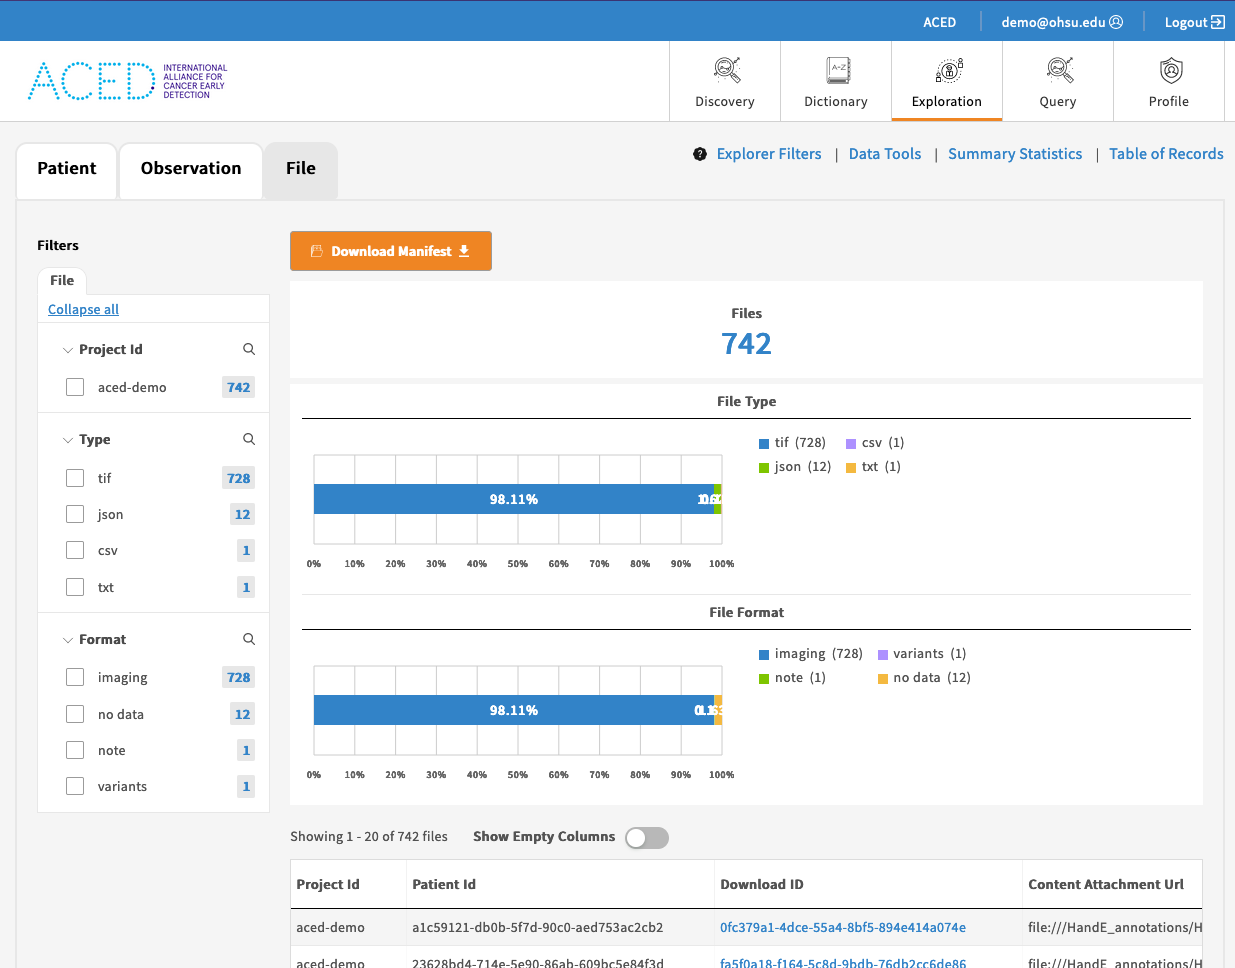 ACED
demo@ohsu.edu
Logout
ACED
INTERNATIONAL
ALLIANCE FOR
CANCER EARLY
DETECTION
Discovery
A-Z
Dictionary
Exploration
Query
Profile
Patient
Observation
File
? Explorer Filters | Data Tools | Summary Statistics | Table of Records
Filters
File
Collapse all
Project Id
aced-demo 742
Type
tif 728
json 12
csv 1
txt 1
Format
imaging 728
no data 12
note 1
variants 1
Download Manifest
Files
742
File Type
98.11%
0% 10% 20% 30% 40% 50% 60% 70% 80% 90% 100%
tif (728) csv (1)
json (12) txt (1)
File Format
98.11%
0% 10% 20% 30% 40% 50% 60% 70% 80% 90% 100%
imaging (728) variants (1)
note (1) no data (12)
Showing 1 - 20 of 742 files Show Empty Columns
Project Id Patient Id Download ID Content Attachment Url
aced-demo a1c59121-db0b-5f7d-90c0-aed753ac2cb2 0fc379a1-4dce-55a4-8bf5-894e414a074e file:///HandE_annotations/H
aced-demo 23628bd4-714e-5e90-86ab-609bc5e84f3d fa5f0a18-f164-5c8d-9bdb-76db2cc6de86 file:///HandE_annotations/H